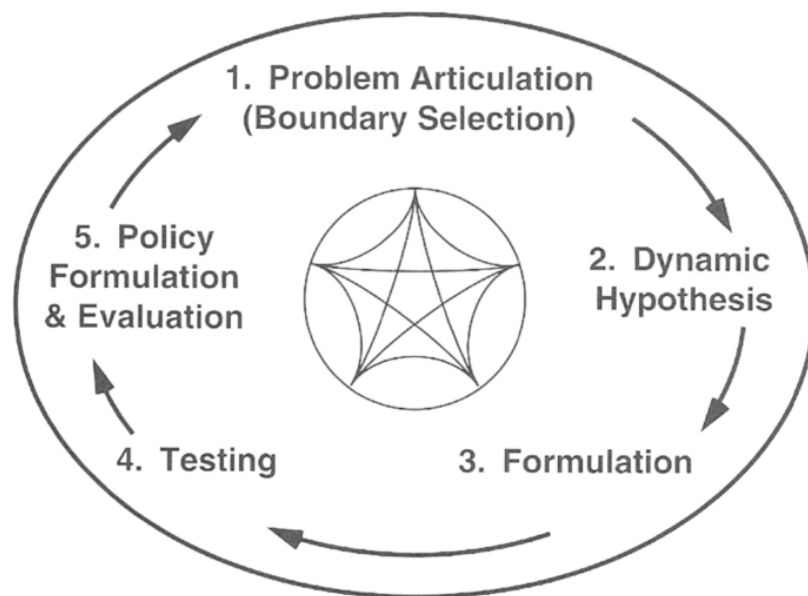 1. Problem Articulation
(Boundary Selection)
2. Dynamic
Hypothesis
3. Formulation
4. Testing
5. Policy
Formulation
& Evaluation